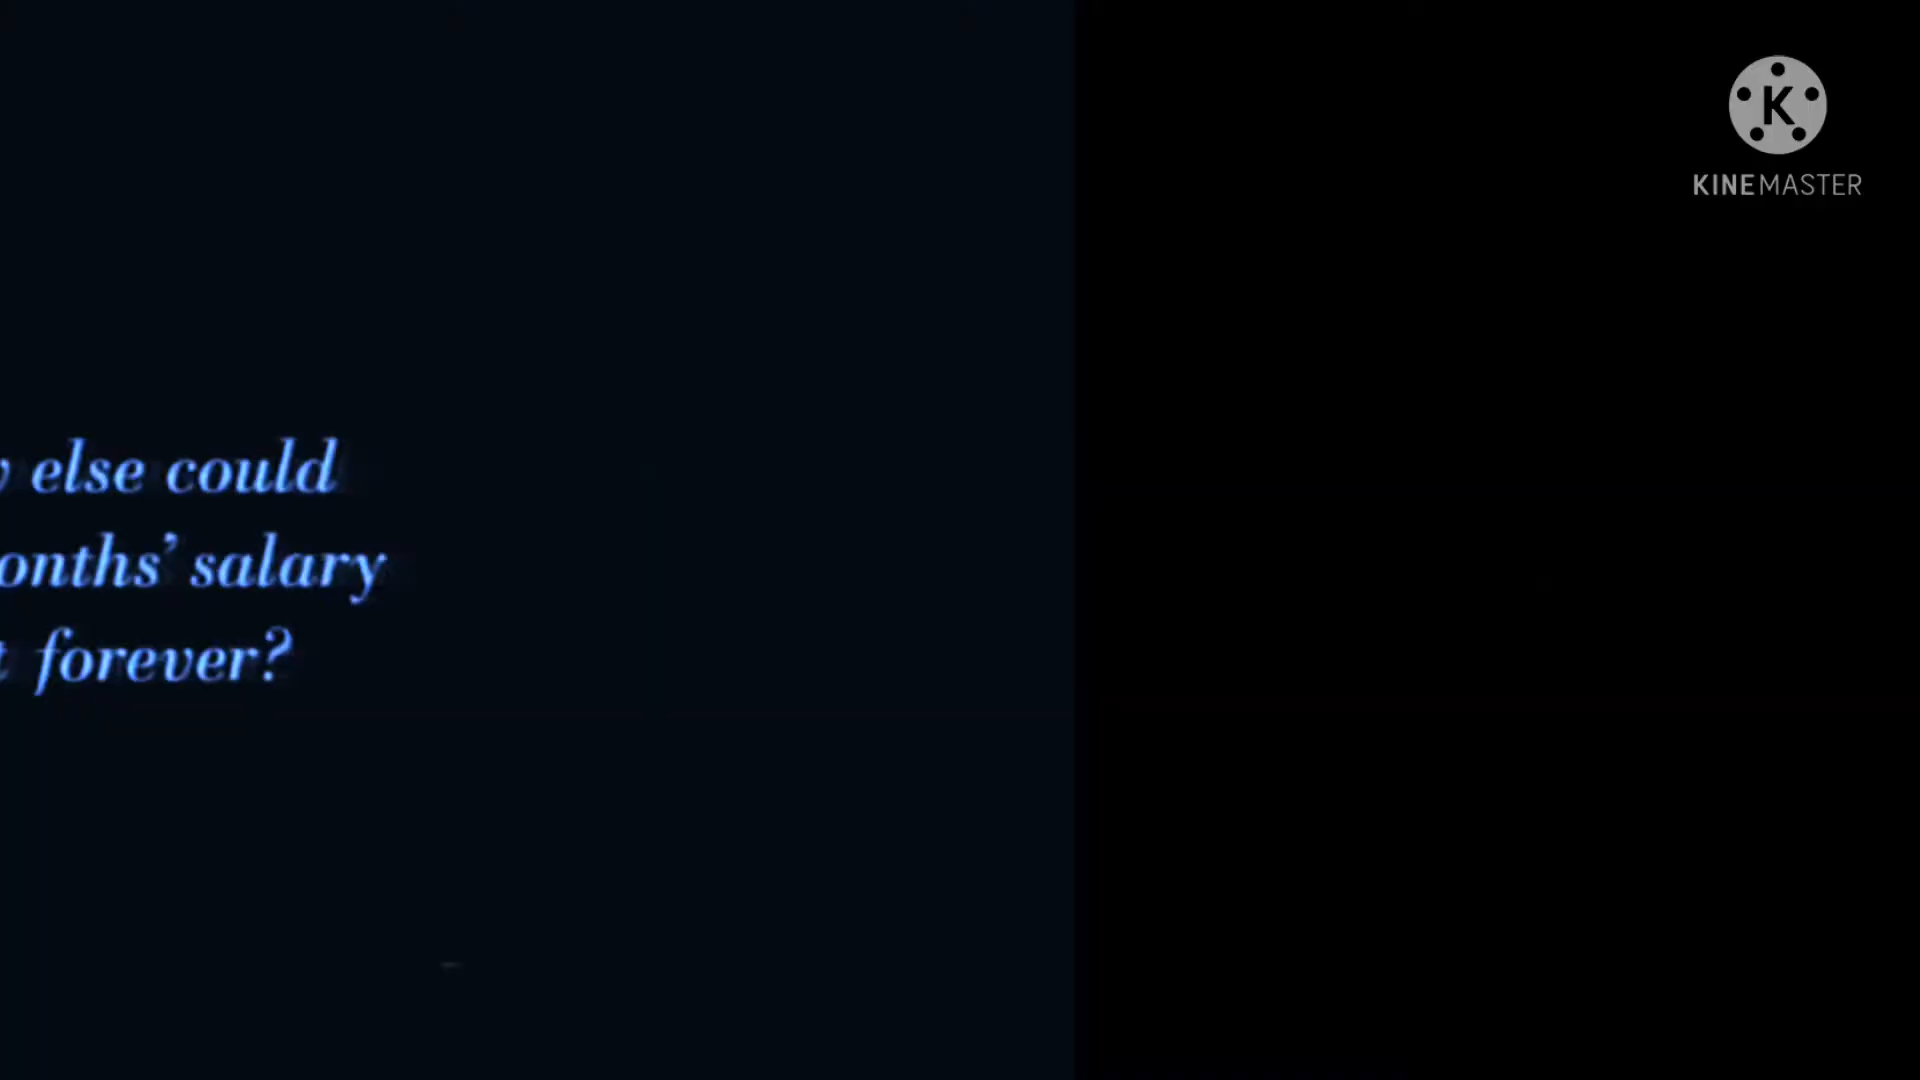 K
KINEMASTER
else could
onths' salary
forever?